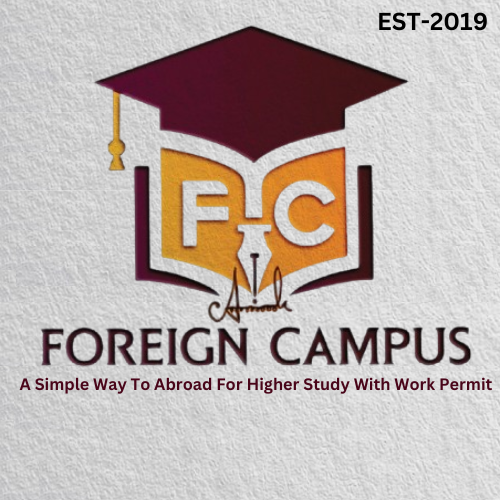 EST-2019
F C
FOREIGN CAMPUS
A Simple Way To Abroad For Higher Study With Work Permit